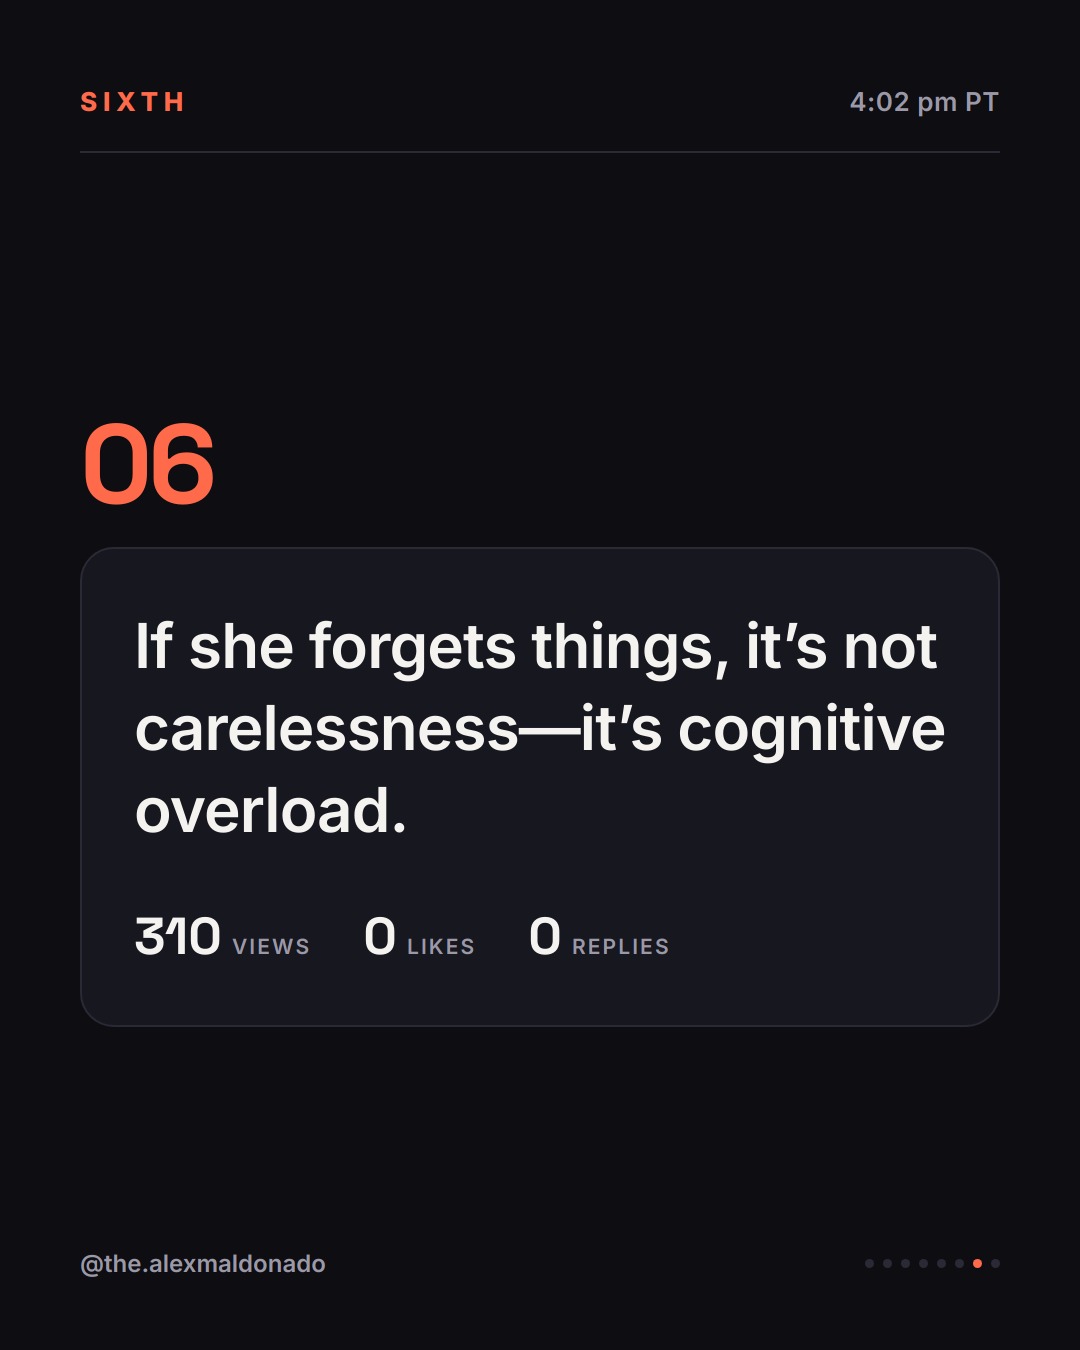 SIXTH
4:02 pm PT
06
If she forgets things, it’s not
carelessness—it’s cognitive
overload.
310 VIEWS 0 LIKES 0 REPLIES
@the.alexmaldonado